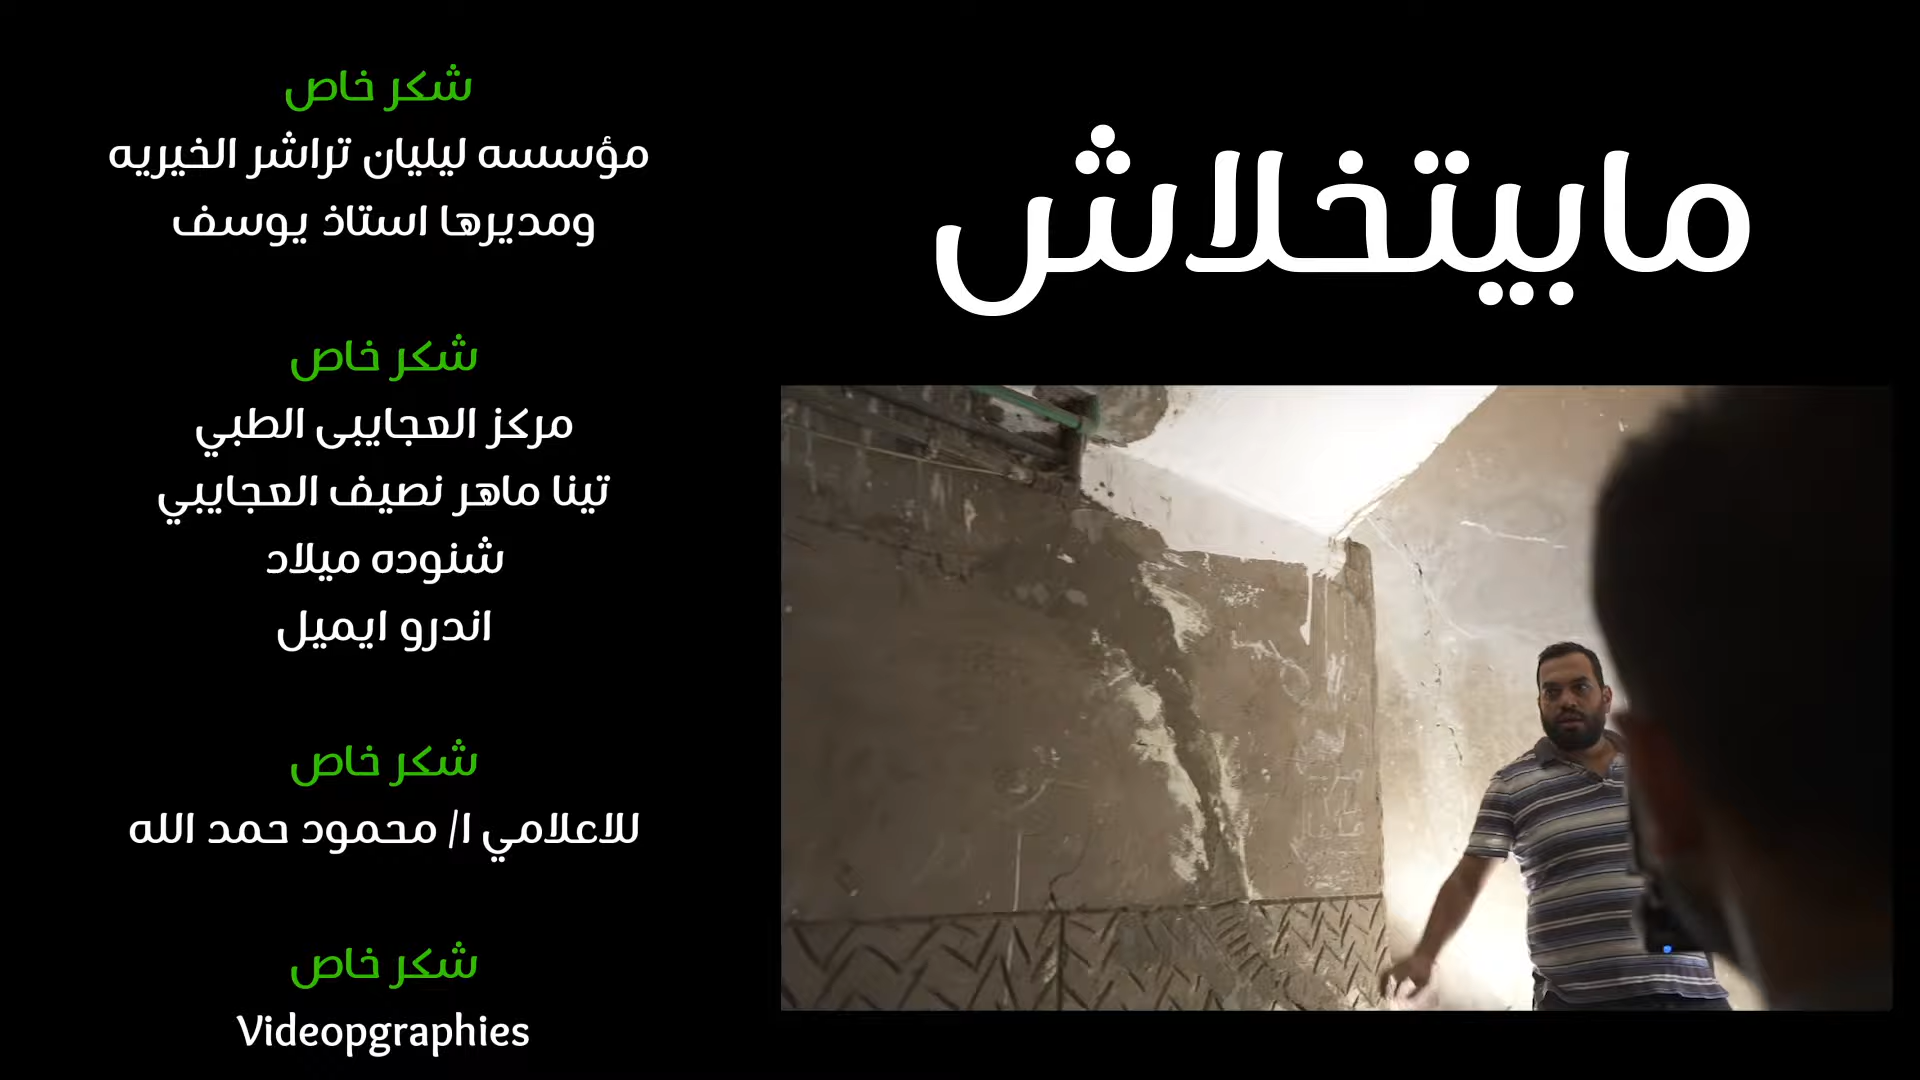 مابيتخلاش
شكر خاص
مؤسسه ليليان تراشر الخيريه
ومديرها استاذ يوسف
شكر خاص
مركز العجايبى الطبي
تينا ماهر نصيف العجايبي
شنوده ميلاد
اندرو ايميل
شكر خاص
للاعلامي ا/ محمود حمد الله
شكر خاص
Videopgraphies